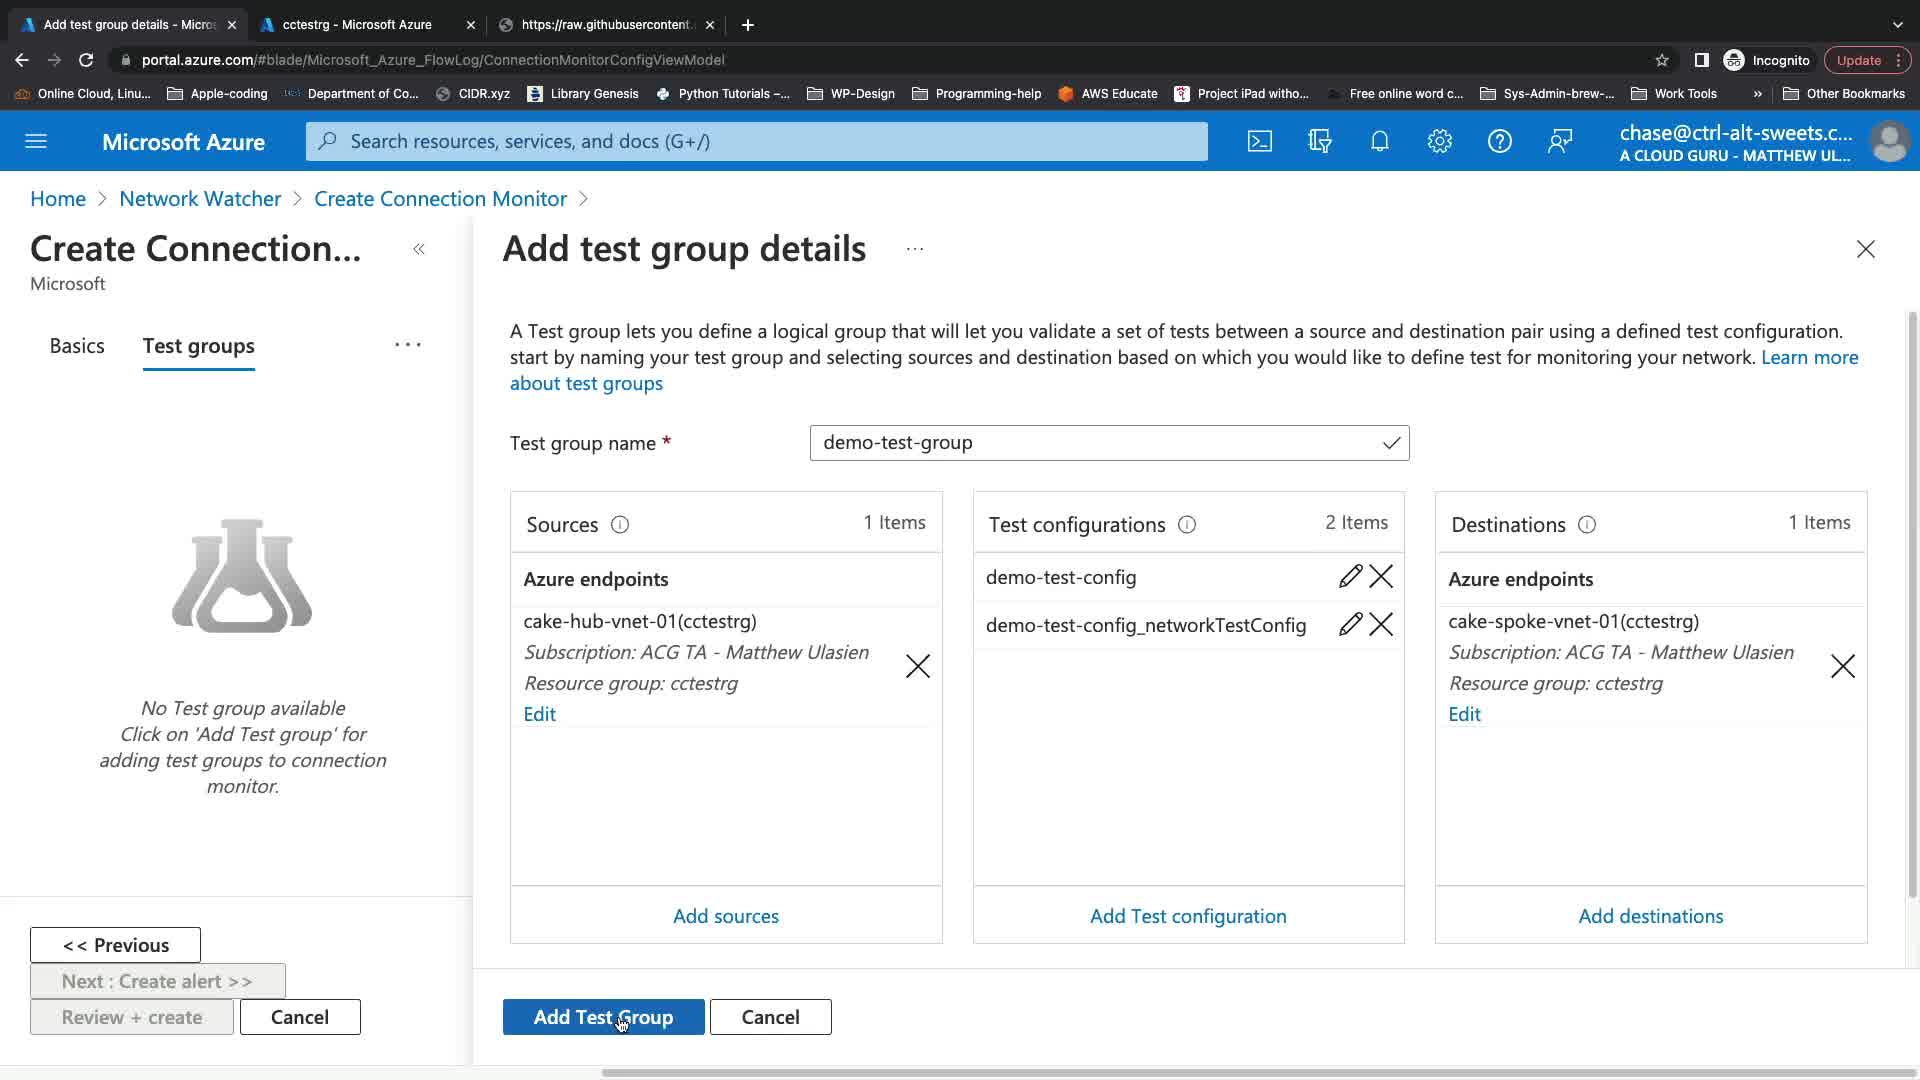 Add test group details - Micros
cctestrg - Microsoft Azure
https://raw.githubusercontent.
portal.azure.com/#blade/Microsoft_Azure_FlowLog/ConnectionMonitorConfigViewModel
Incognito
Update
Online Cloud, Linu...
Apple-coding
Department of Co...
CIDR.xyz
Library Genesis
Python Tutorials –...
WP-Design
Programming-help
AWS Educate
Project iPad witho...
Free online word c...
Sys-Admin-brew-...
Work Tools
»
Other Bookmarks
Microsoft Azure
Search resources, services, and docs (G+/)
chase@ctrl-alt-sweets.c...
A CLOUD GURU - MATTHEW UL...
Home > Network Watcher > Create Connection Monitor >
Create Connection...
«
Microsoft
Basics
Test groups
...
No Test group available
Click on 'Add Test group' for
adding test groups to connection
monitor.
<< Previous
Next : Create alert >>
Review + create
Cancel
Add test group details
...
A Test group lets you define a logical group that will let you validate a set of tests between a source and destination pair using a defined test configuration.
start by naming your test group and selecting sources and destination based on which you would like to define test for monitoring your network. Learn more
about test groups
Test group name *
demo-test-group
Sources
1 Items
Azure endpoints
cake-hub-vnet-01(cctestrg)
Subscription: ACG TA - Matthew Ulasien
Resource group: cctestrg
Edit
Add sources
Test configurations
2 Items
demo-test-config
demo-test-config_networkTestConfig
Add Test configuration
Destinations
1 Items
Azure endpoints
cake-spoke-vnet-01(cctestrg)
Subscription: ACG TA - Matthew Ulasien
Resource group: cctestrg
Edit
Add destinations
Add Test Group
Cancel